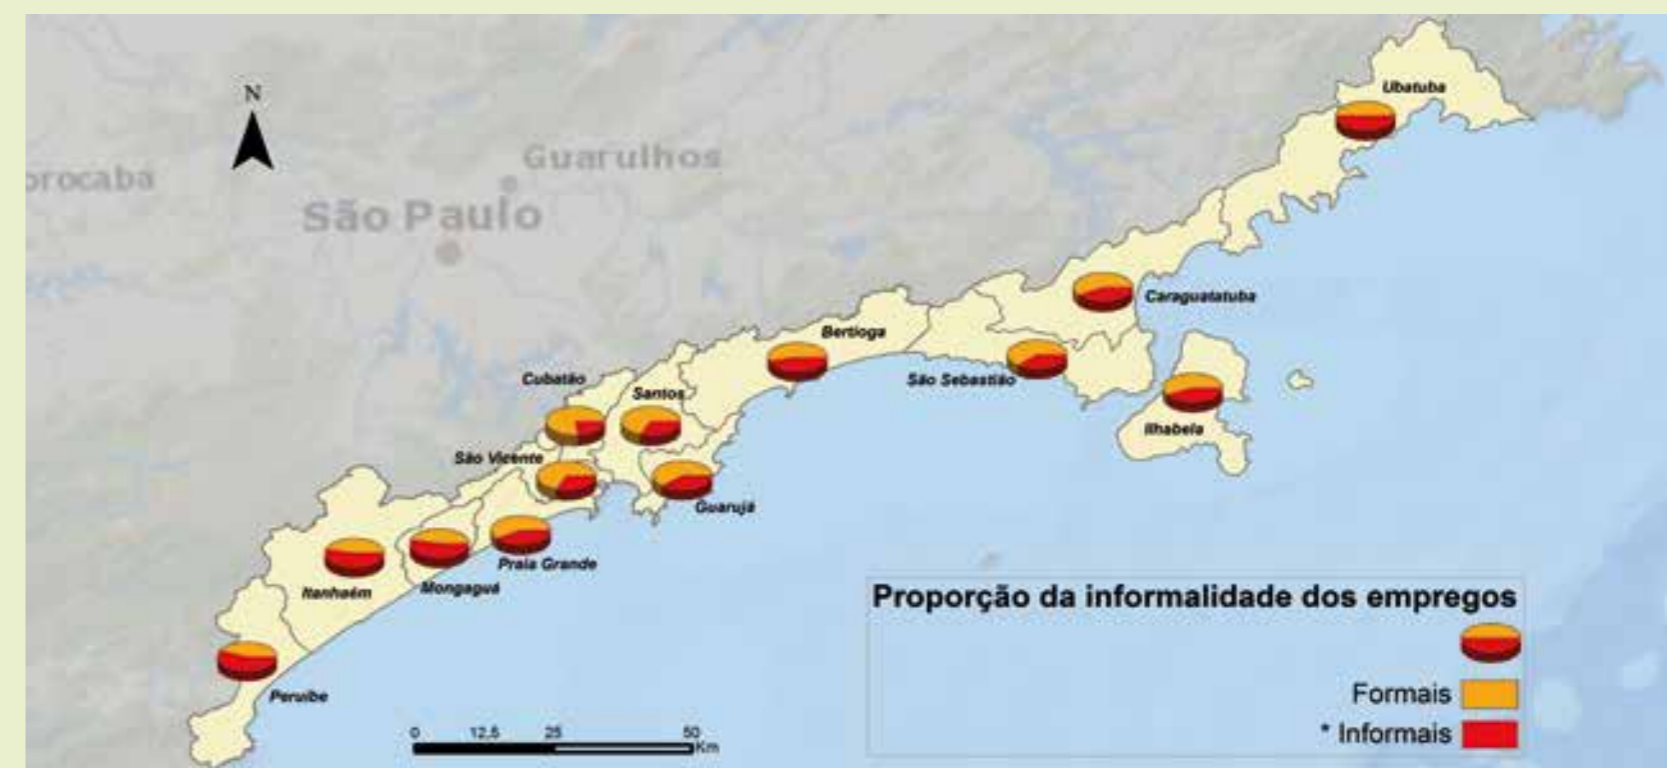 N
Ubatuba
Guarulhos
orocaba
São Paulo
Caraguatatuba
Bertioga
Cubatão
São Sebastião
Santos
Ilhabela
São Vicente
Guarujá
Praia Grande
Mongaguá
Itanhaém
Peruíbe
0 12,5 25 50
Km
Proporção da informalidade dos empregos
Formais
* Informais